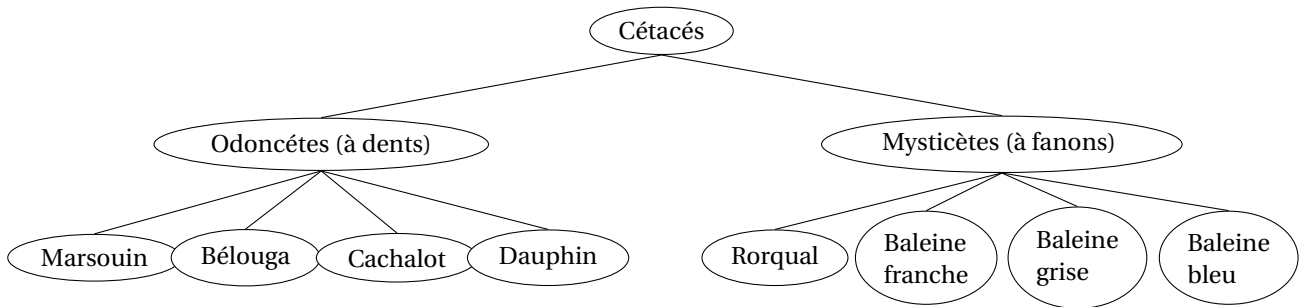 Cétacés
Odoncétes (à dents)
Mysticètes (à fanons)
Marsouin
Bélouga
Cachalot
Dauphin
Rorqual
Baleine
franche
Baleine
grise
Baleine
bleu